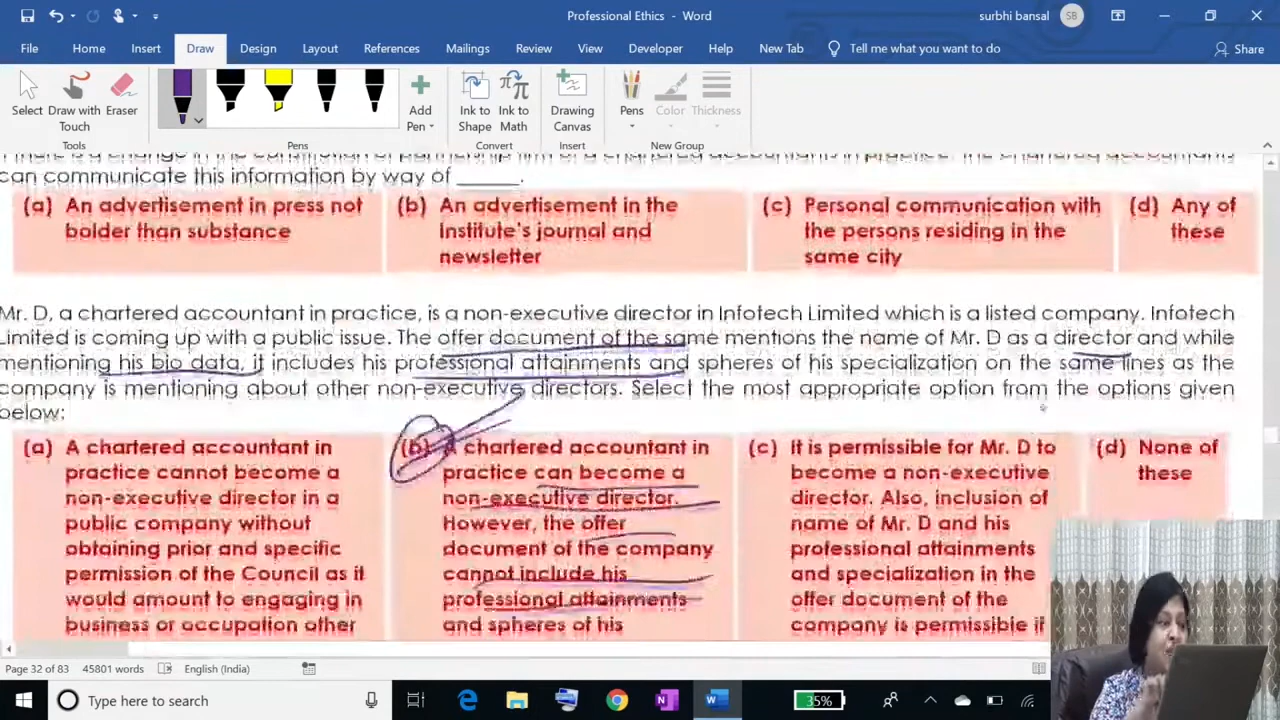 Professional Ethics - Word
surbhi bansal
SB
File Home Insert Draw Design Layout References Mailings Review View Developer Help New Tab Tell me what you want to do Share
Select Draw with Touch Eraser Add Pen Ink to Shape Ink to Math Drawing Canvas Pens Color Thickness
Tools Pens Convert Insert New Group
can communicate this information by way of ______.
(a) An advertisement in press not
bolder than substance
(b) An advertisement in the
Institute's journal and
newsletter
(c) Personal communication with
the persons residing in the
same city
(d) Any of
these
Mr. D, a chartered accountant in practice, is a non-executive director in Infotech Limited which is a listed company. Infotech
Limited is coming up with a public issue. The offer document of the same mentions the name of Mr. D as a director and while
mentioning his bio data, it includes his professional attainments and spheres of his specialization on the same lines as the
company is mentioning about other non-executive directors. Select the most appropriate option from the options given
below:
(a) A chartered accountant in
practice cannot become a
non-executive director in a
public company without
obtaining prior and specific
permission of the Council as it
would amount to engaging in
business or occupation other
(b) A chartered accountant in
practice can become a
non-executive director.
However, the offer
document of the company
cannot include his
professional attainments
and spheres of his
(c) It is permissible for Mr. D to
become a non-executive
director. Also, inclusion of
name of Mr. D and his
professional attainments
and specialization in the
offer document of the
company is permissible if
(d) None of
these
Page 32 of 83 45801 words English (India)
Type here to search
35%